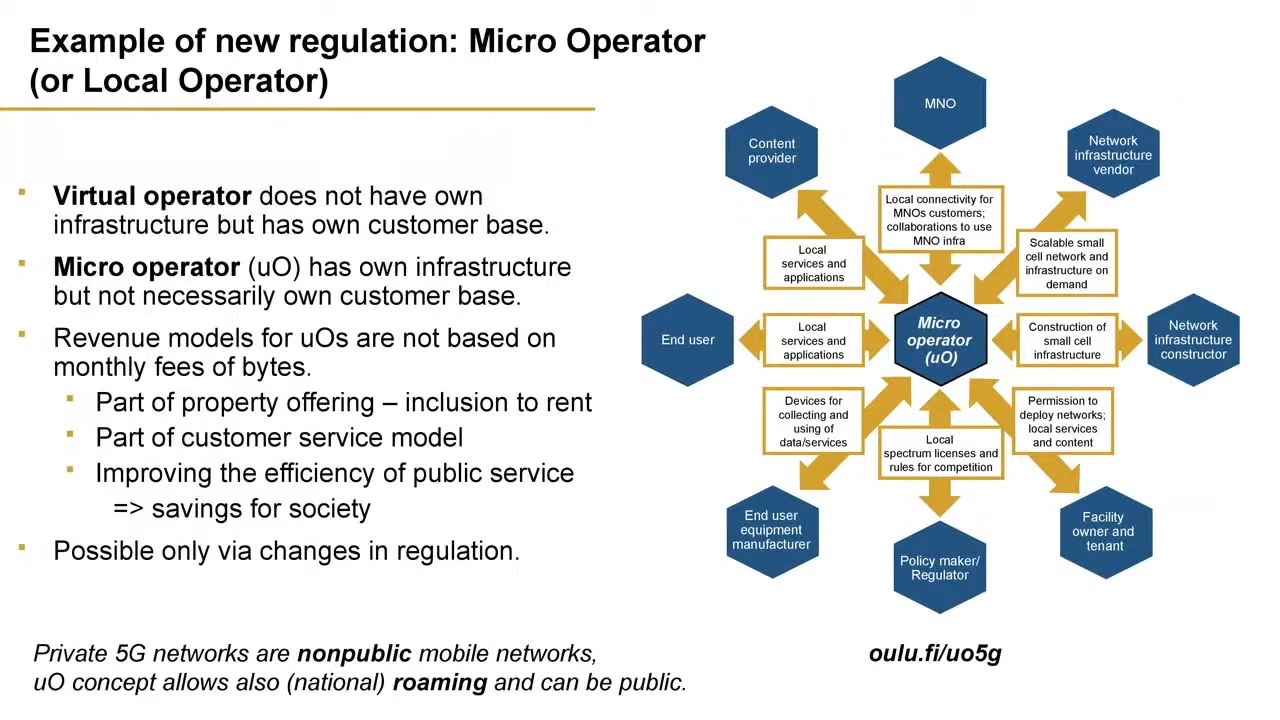 Example of new regulation: Micro Operator
(or Local Operator)
Virtual operator does not have own
infrastructure but has own customer base.
Micro operator (uO) has own infrastructure
but not necessarily own customer base.
Revenue models for uOs are not based on
monthly fees of bytes.
Part of property offering – inclusion to rent
Part of customer service model
Improving the efficiency of public service
=> savings for society
Possible only via changes in regulation.
Private 5G networks are nonpublic mobile networks,
uO concept allows also (national) roaming and can be public.
MNO
Content
provider
Network
infrastructure
vendor
Local connectivity for
MNOs customers;
collaborations to use
MNO infra
Local
services and
applications
Scalable small
cell network and
infrastructure on
demand
End user
Local
services and
applications
Micro
operator
(uO)
Construction of
small cell
infrastructure
Network
infrastructure
constructor
Devices for
collecting and
using of
data/services
Local
spectrum licenses and
rules for competition
Permission to
deploy networks;
local services
and content
End user
equipment
manufacturer
Policy maker/
Regulator
Facility
owner and
tenant
oulu.fi/uo5g